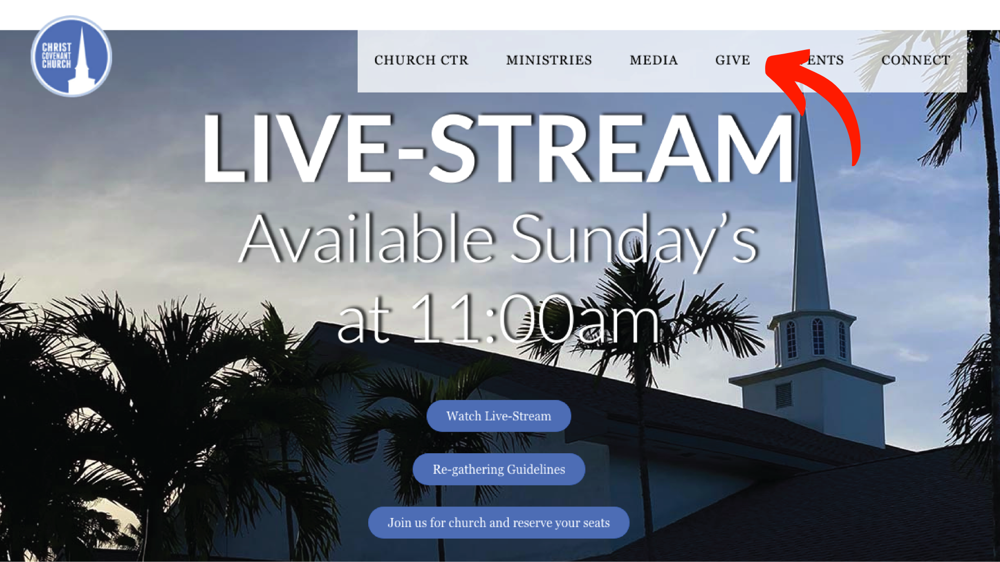 CHRIST
COVENANT
CHURCH
CHURCH CTR
MINISTRIES
MEDIA
GIVE
ENTS
CONNECT
LIVE-STREAM
Available Sunday’s
at 11:00am
Watch Live-Stream
Re-gathering Guidelines
Join us for church and reserve your seats